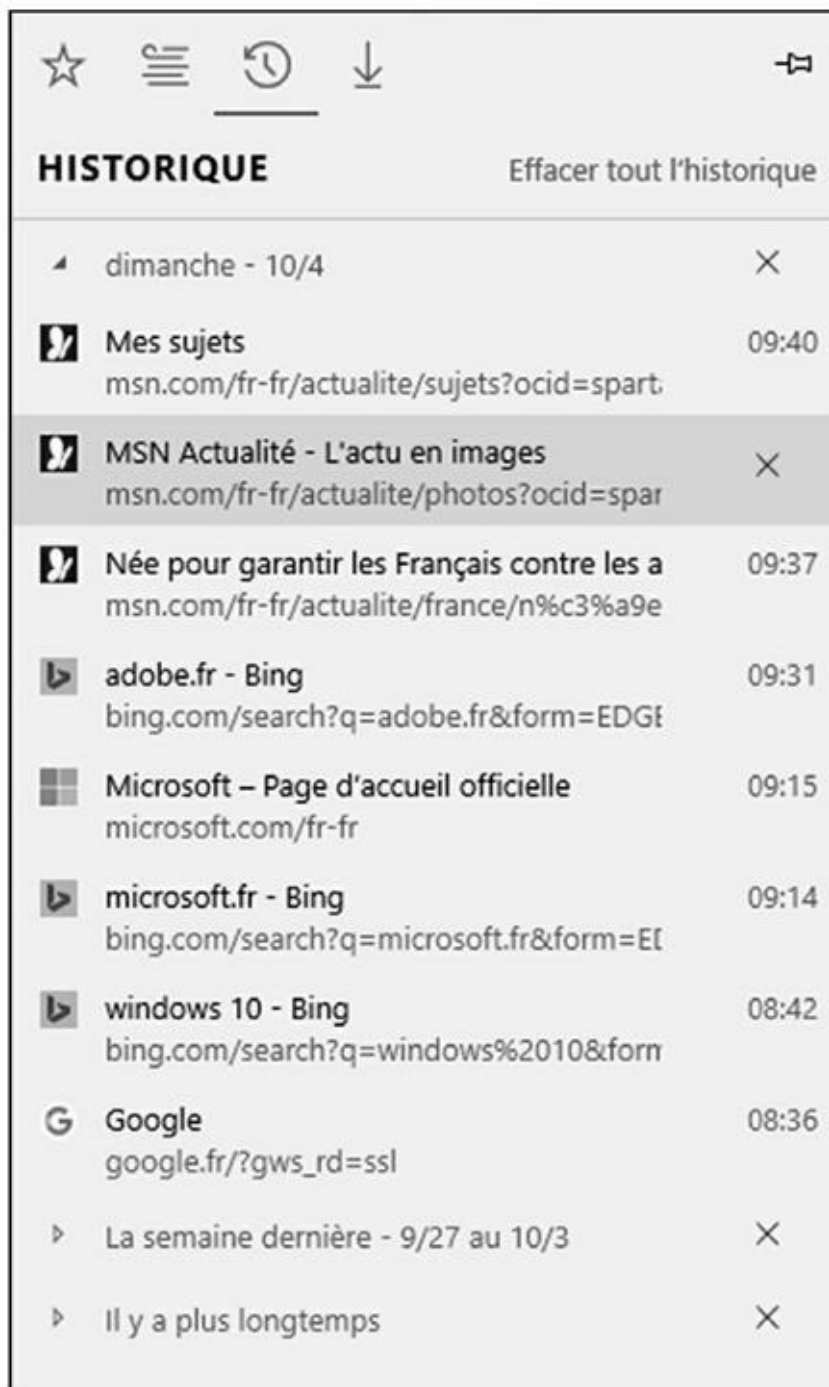 HISTORIQUE Effacer tout l'historique
dimanche - 10/4
Mes sujets 09:40
msn.com/fr-fr/actualite/sujets?ocid=spart
MSN Actualité - L'actu en images
msn.com/fr-fr/actualite/photos?ocid=spar
Née pour garantir les Français contre les a 09:37
msn.com/fr-fr/actualite/france/n%c3%a9e
adobe.fr - Bing 09:31
bing.com/search?q=adobe.fr&form=EDGE
Microsoft – Page d'accueil officielle 09:15
microsoft.com/fr-fr
microsoft.fr - Bing 09:14
bing.com/search?q=microsoft.fr&form=ED
windows 10 - Bing 08:42
bing.com/search?q=windows%2010&form
Google 08:36
google.fr/?gws_rd=ssl
La semaine dernière - 9/27 au 10/3
Il y a plus longtemps